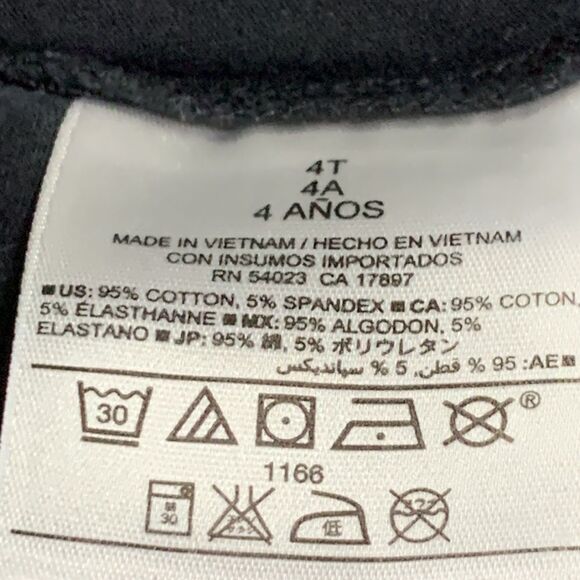 4T
4A
4 AÑOS
MADE IN VIETNAM / HECHO EN VIETNAM
CON INSUMOS IMPORTADOS
RN 54023 CA 17897
US: 95% COTTON, 5% SPANDEX ■ CA: 95% COTON,
5% ÉLASTHANNE ■ MX: 95% ALGODON, 5%
ELASTANO ■ JP: 95% 綿, 5% ポリウレタン
AE: 95 % قطن, 5 % سباندیکس
30
®
1166
30
低